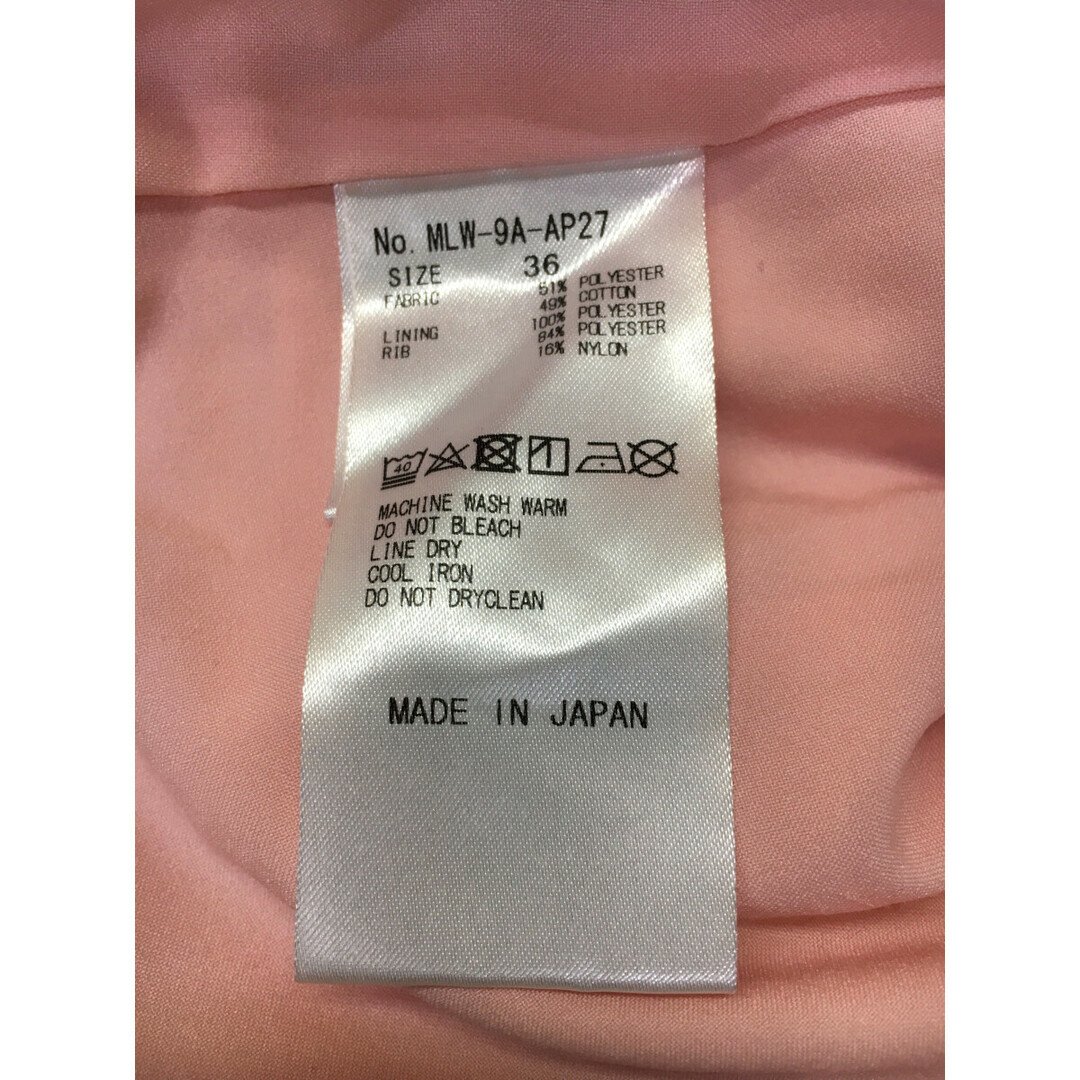 No. MLW-9A-AP27
SIZE 36
FABRIC 51% POLYESTER
49% COTTON
LINING 100% POLYESTER
RIB 84% POLYESTER
16% NYLON
40
MACHINE WASH WARM
DO NOT BLEACH
LINE DRY
COOL IRON
DO NOT DRYCLEAN
MADE IN JAPAN